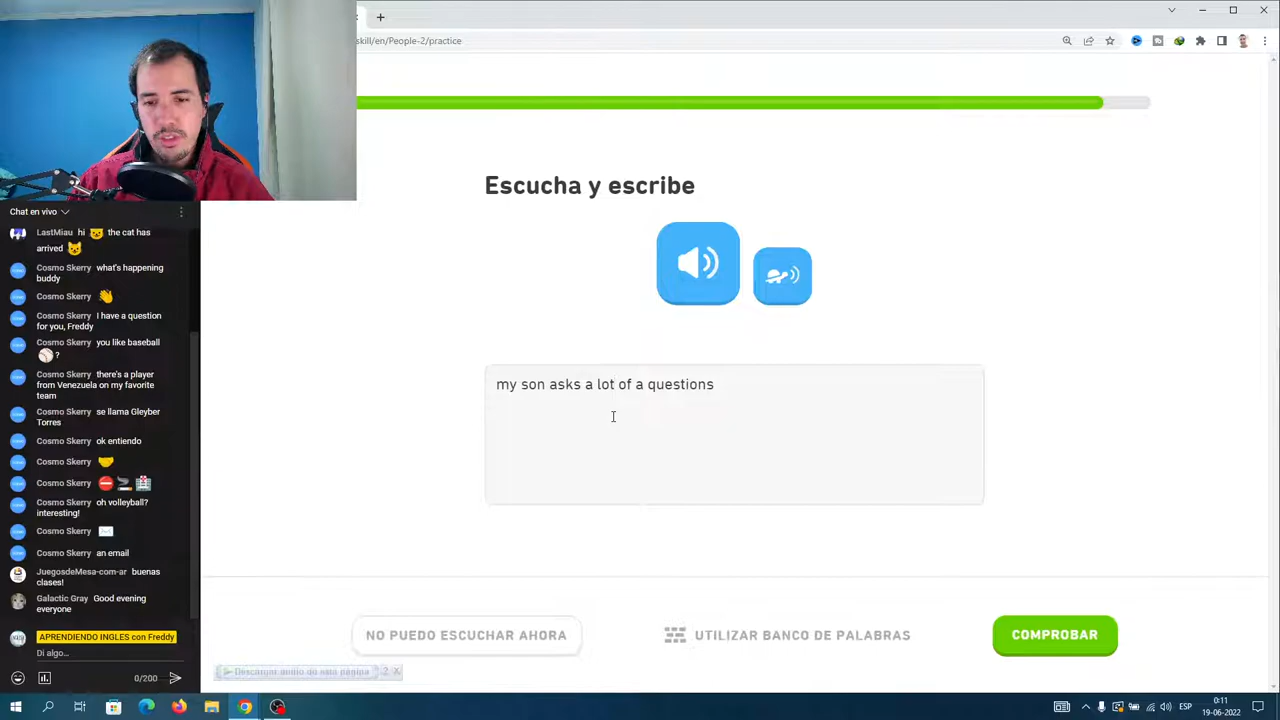 skill/en/People-2/practice
Chat en vivo
LastMiau hi 😺 the cat has
arrived 😺
Cosmo Skerry what's happening
buddy
Cosmo Skerry 👋
Cosmo Skerry I have a question
for you, Freddy
Cosmo Skerry you like baseball
⚾ ?
Cosmo Skerry there's a player
from Venezuela on my favorite
team
Cosmo Skerry se llama Gleyber
Torres
Cosmo Skerry ok entiendo
Cosmo Skerry 🤝
Cosmo Skerry ⛔ 🚬 🏥
Cosmo Skerry oh volleyball?
interesting!
Cosmo Skerry ✉️
Cosmo Skerry an email
JuegosdeMesa-com-ar buenas
clases!
Galactic Gray Good evening
everyone
APRENDIENDO INGLES con Freddy
Di algo...
0/200
Escucha y escribe
my son asks a lot of a questions
NO PUEDO ESCUCHAR AHORA
UTILIZAR BANCO DE PALABRAS
COMPROBAR
Descargar audio de esta página ? X
ESP
0:11
19-06-2022